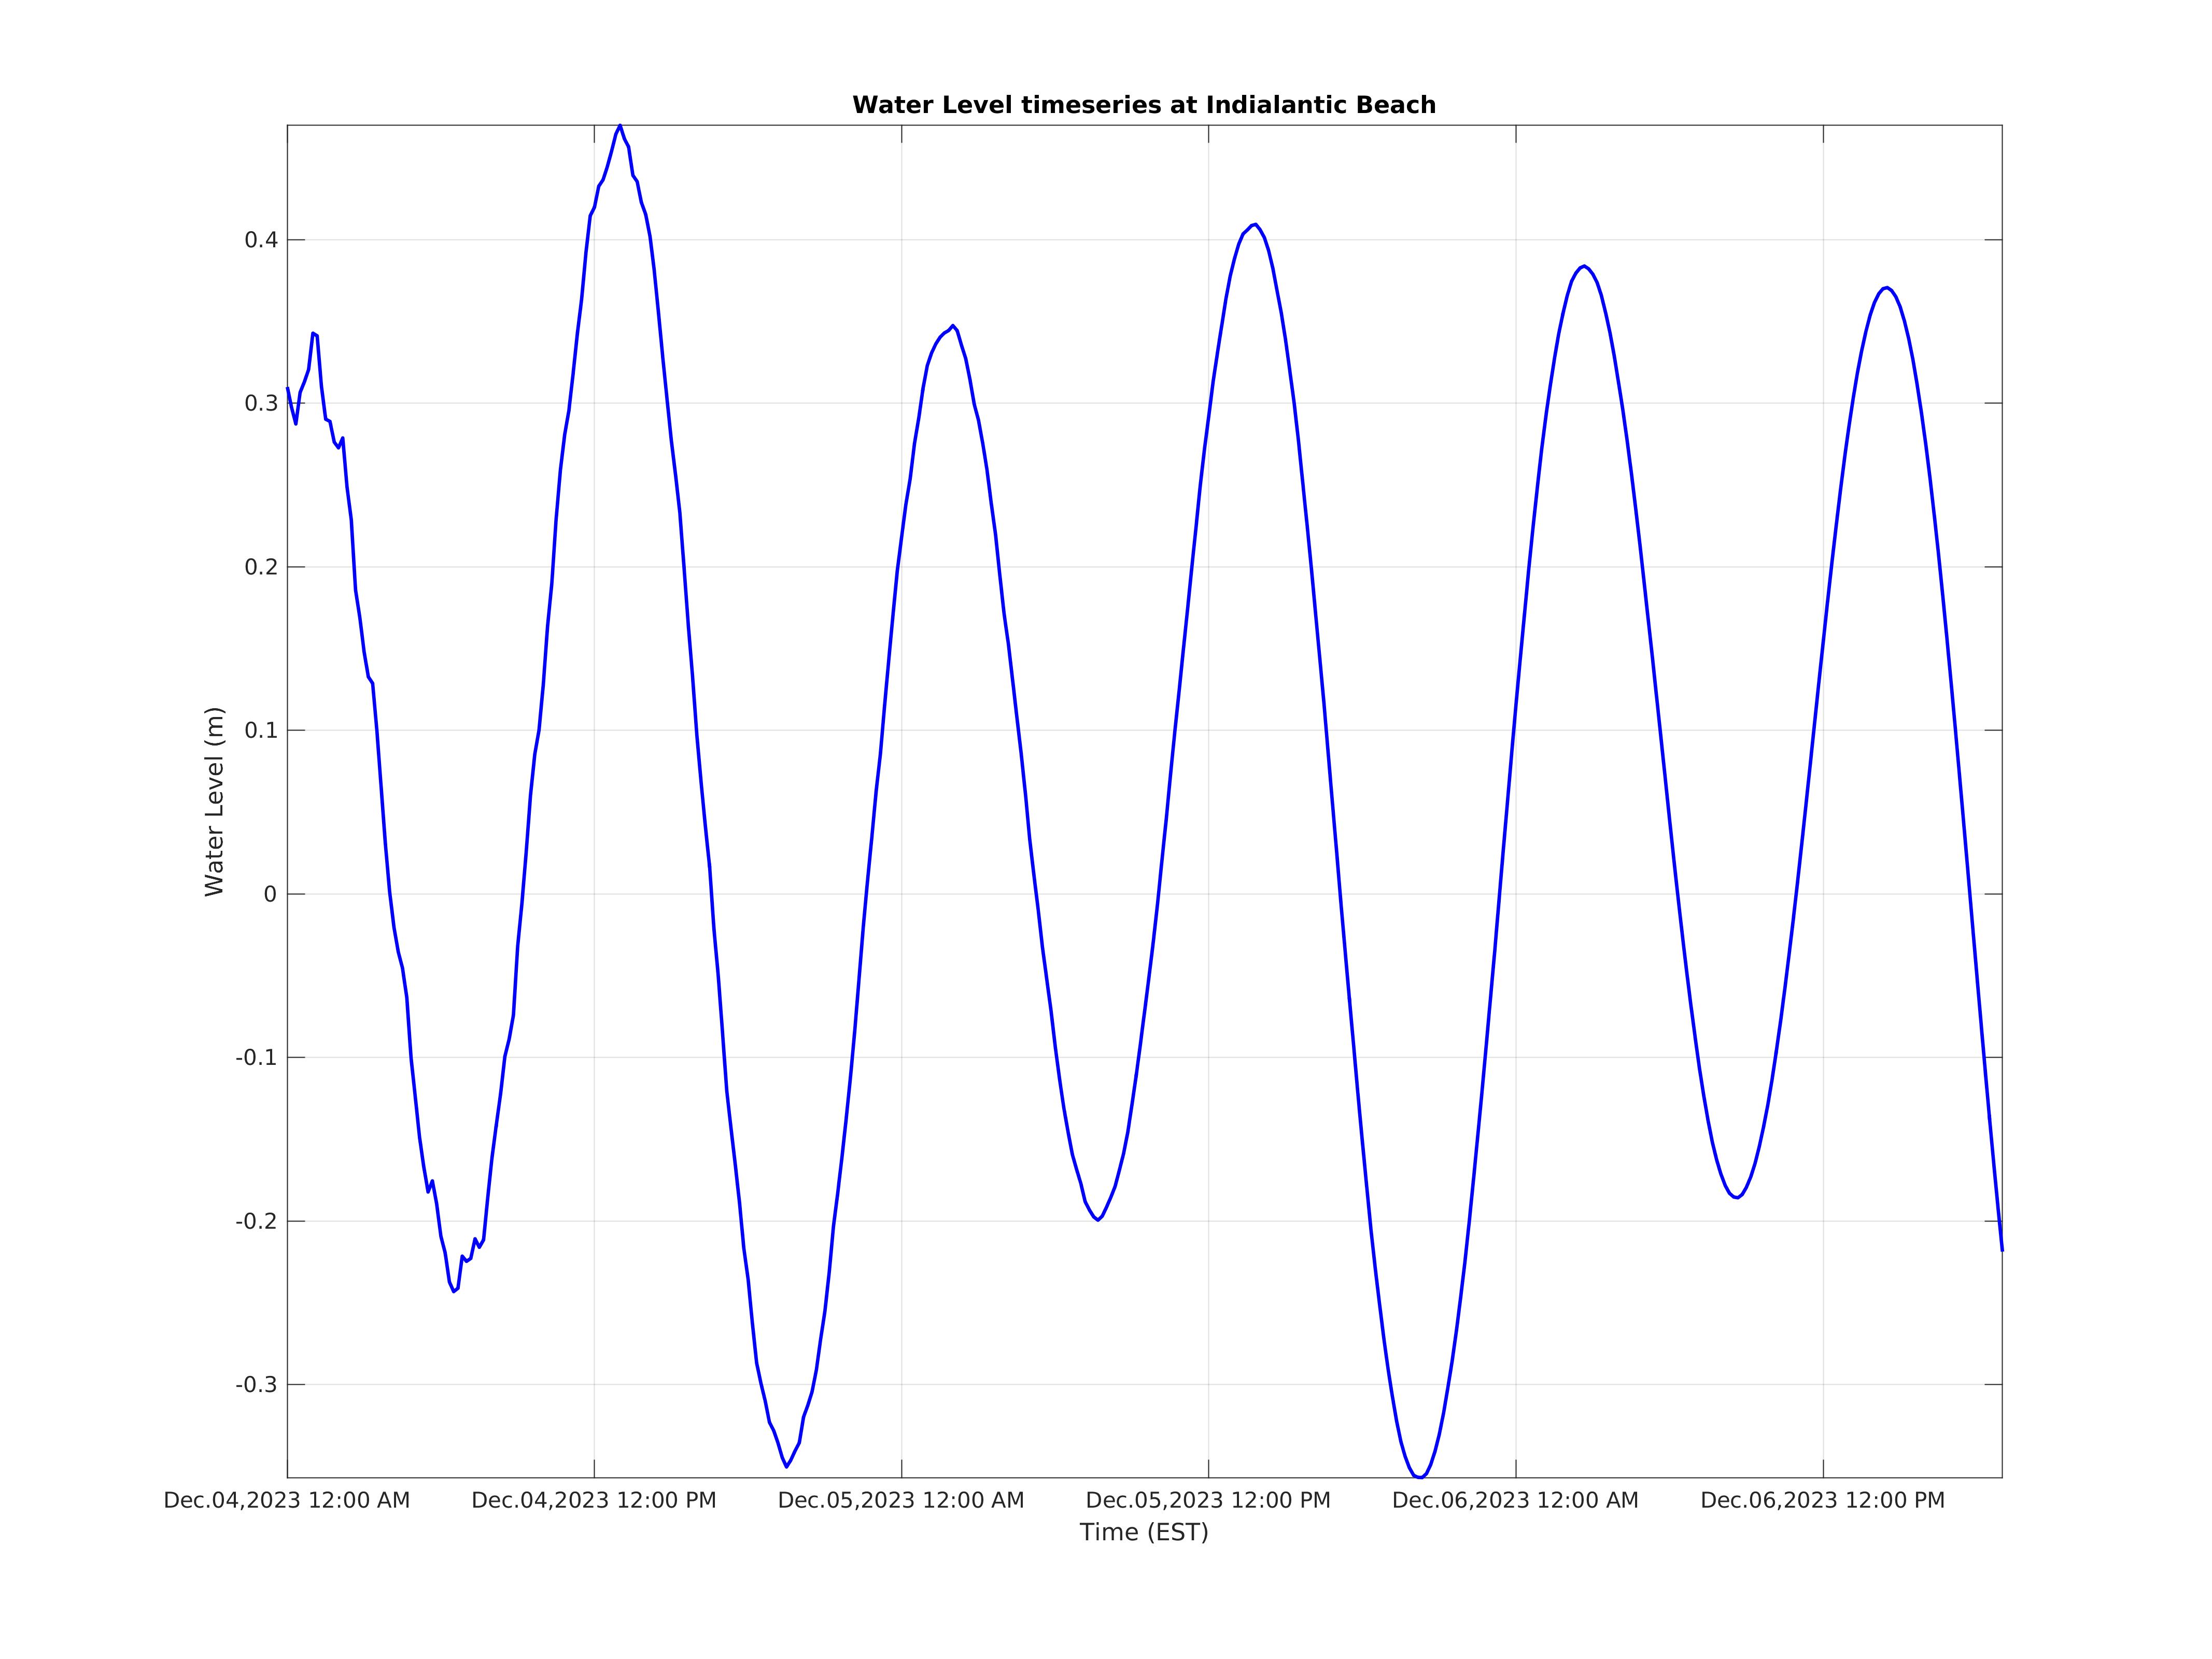 Water Level timeseries at Indialantic Beach
0.4
0.3
0.2
0.1
0
-0.1
-0.2
-0.3
Water Level (m)
Dec.04,2023 12:00 AM Dec.04,2023 12:00 PM Dec.05,2023 12:00 AM Dec.05,2023 12:00 PM Dec.06,2023 12:00 AM Dec.06,2023 12:00 PM
Time (EST)